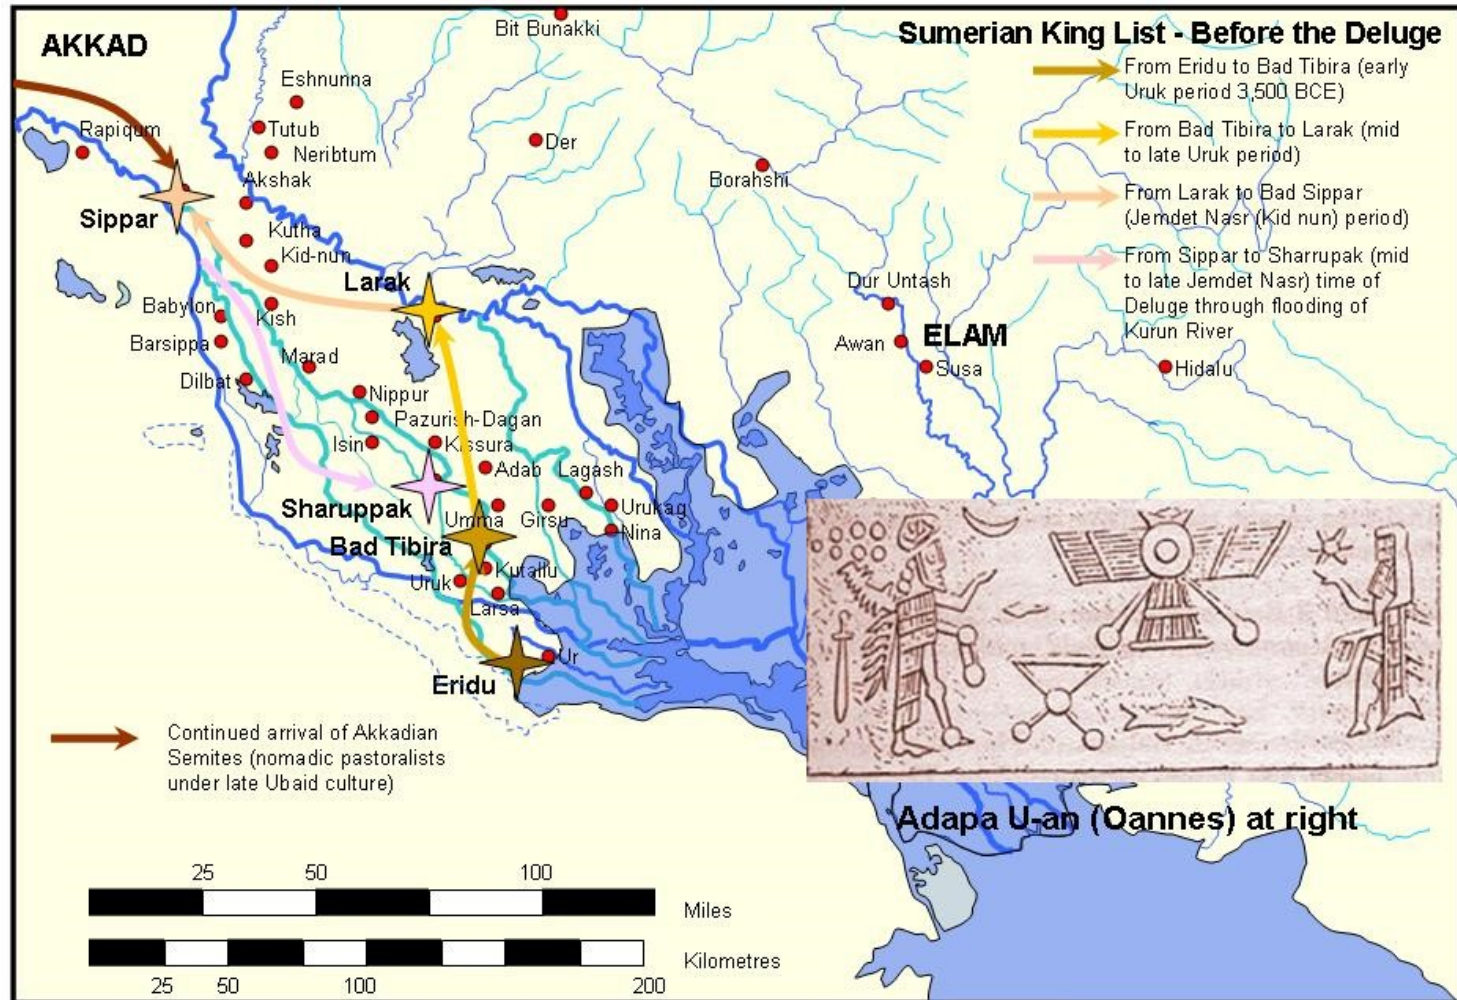 AKKAD
Bit Bunakki
Sumerian King List - Before the Deluge
From Eridu to Bad Tibira (early
Uruk period 3,500 BCE)
From Bad Tibira to Larak (mid
to late Uruk period)
From Larak to Bad Sippar
(Jemdet Nasr (Kid nun) period)
From Sippar to Sharrupak (mid
to late Jemdet Nasr) time of
Deluge through flooding of
Kurun River
Eshnunna
Rapiqum
Tutub
Neribtum
Der
Akshak
Borahshi
Sippar
Kutha
Kid-nun
Larak
Dur Untash
Babylon
Kish
Barsippa
Awan
ELAM
Marad
Susa
Hidalu
Dilbat
Nippur
Pazurish-Dagan
Isin
Kissura
Adab
Lagash
Sharuppak
Umma
Girsu
Urukag
Nina
Bad Tibira
Kutallu
Uruk
Larsa
Ur
Eridu
Continued arrival of Akkadian
Semites (nomadic pastoralists
under late Ubaid culture)
Adapa U-an (Oannes) at right
25 50 100
Miles
Kilometres
25 50 100 200